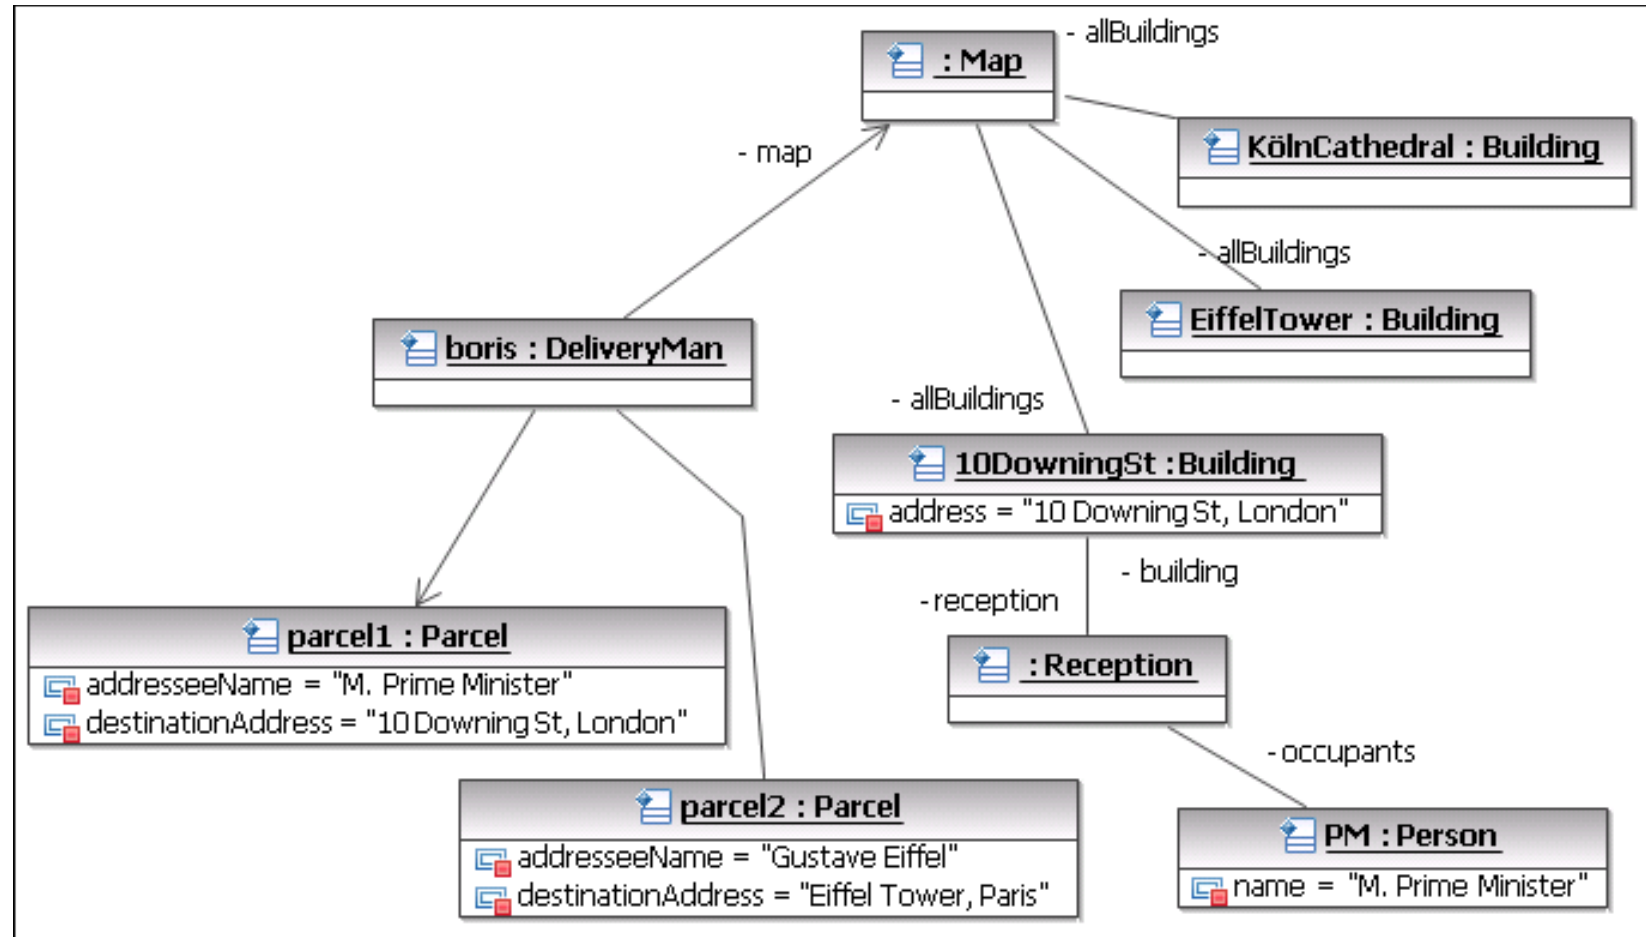 - allBuildings
: Map
- map
KölnCathedral : Building
- allBuildings
EiffelTower : Building
boris : DeliveryMan
- allBuildings
10DowningSt :Building
address = "10 Downing St, London"
- building
-reception
parcel1 : Parcel
addresseeName = "M. Prime Minister"
destinationAddress = "10 Downing St, London"
:Reception
-occupants
parcel2 : Parcel
addresseeName = "Gustave Eiffel"
destinationAddress = "Eiffel Tower, Paris"
PM : Person
name = "M. Prime Minister"